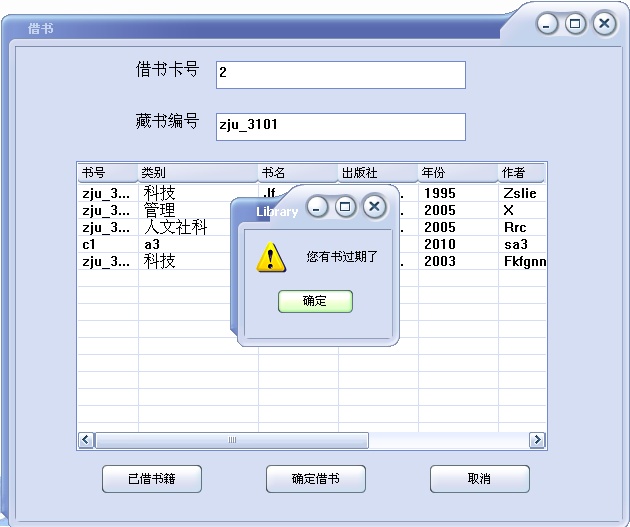 借书
借书卡号 2
藏书编号 zju_3101
书号 类别 书名 出版社 年份 作者
zju_3... 科技 Jf 1995 Zslie
zju_3... 管理 2005 X
zju_3... 人文社科 2005 Rrc
c1 a3 2010 sa3
zju_3... 科技 2003 Fkfgnn
Library
您有书过期了
确定
已借书籍 确定借书 取消